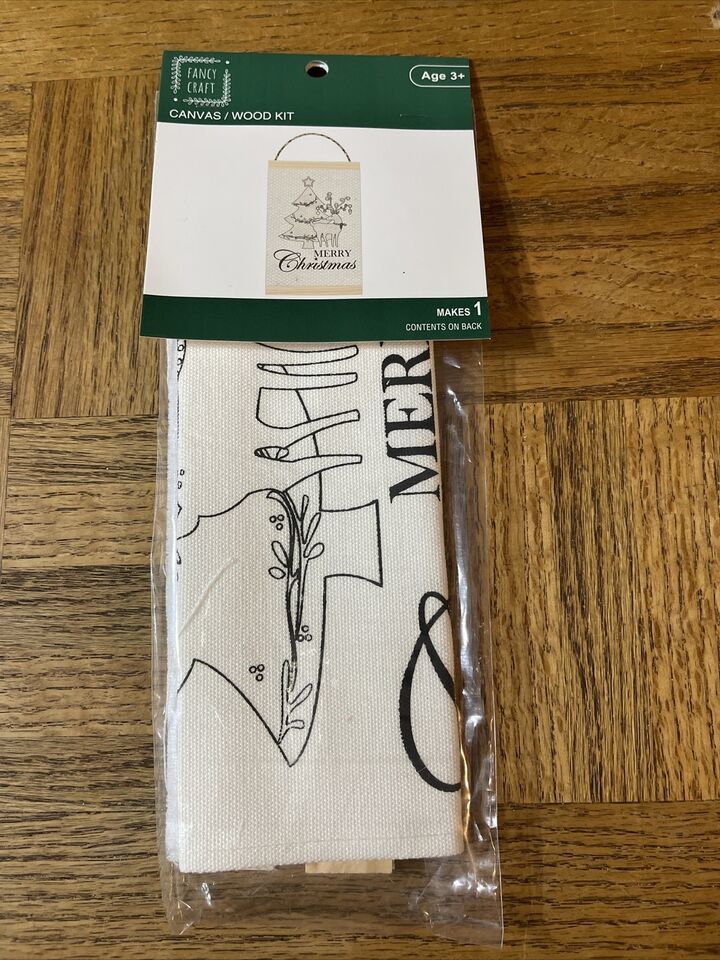 FANCY
CRAFT
Age 3+
CANVAS / WOOD KIT
MERRY
Christmas
MAKES 1
CONTENTS ON BACK
MER